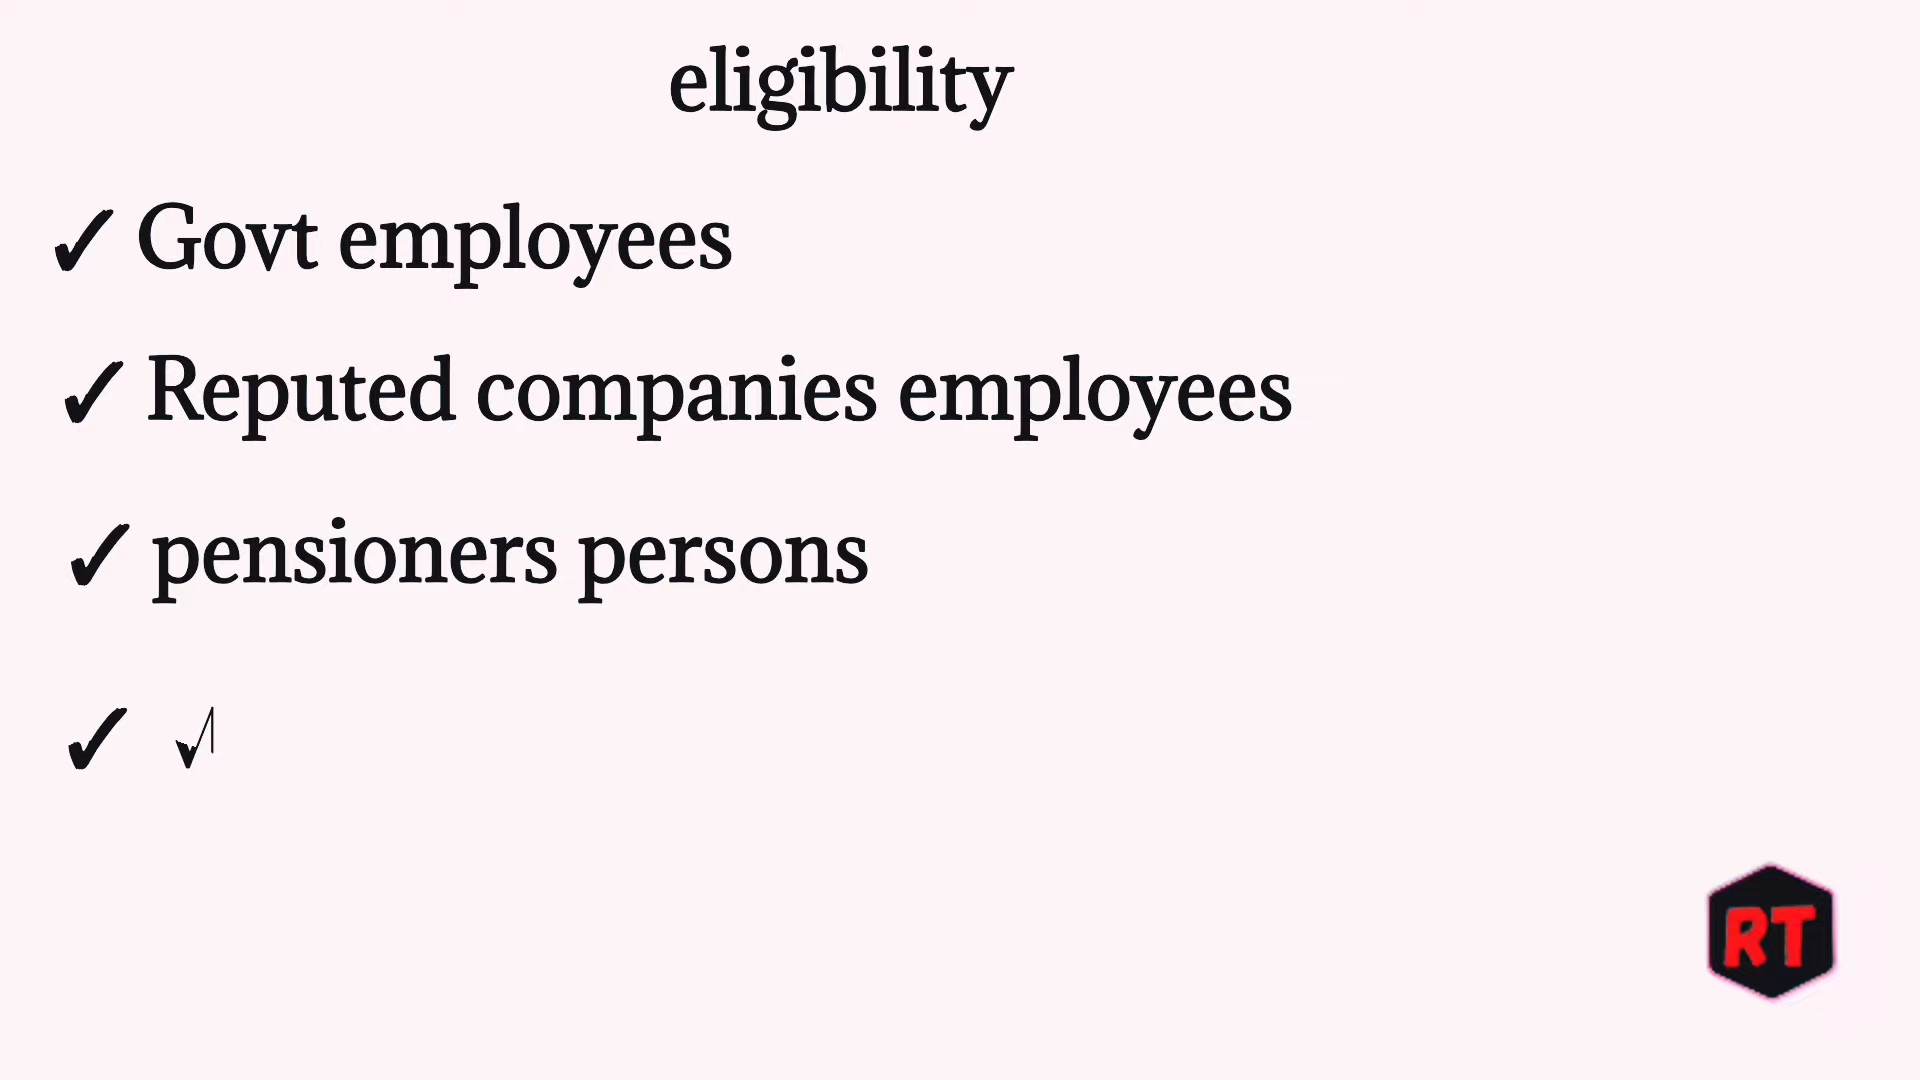 eligibility
✓ Govt employees
✓ Reputed companies employees
✓ pensioners persons
✓
RT